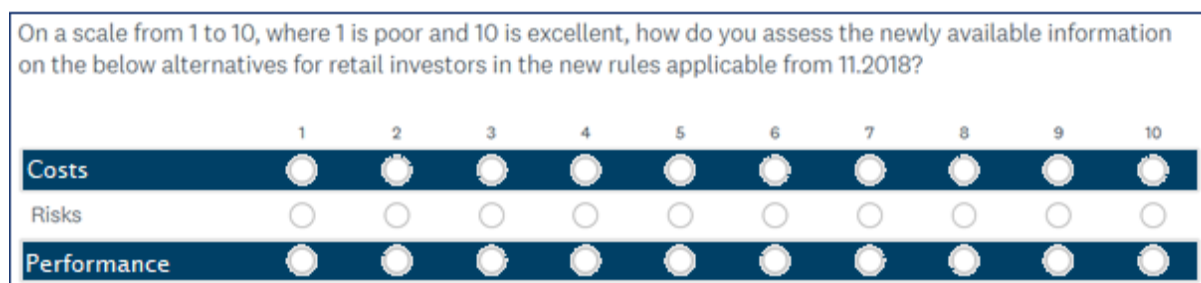 On a scale from 1 to 10, where 1 is poor and 10 is excellent, how do you assess the newly available information
on the below alternatives for retail investors in the new rules applicable from 11.2018?
1 2 3 4 5 6 7 8 9 10
Costs
Risks
Performance